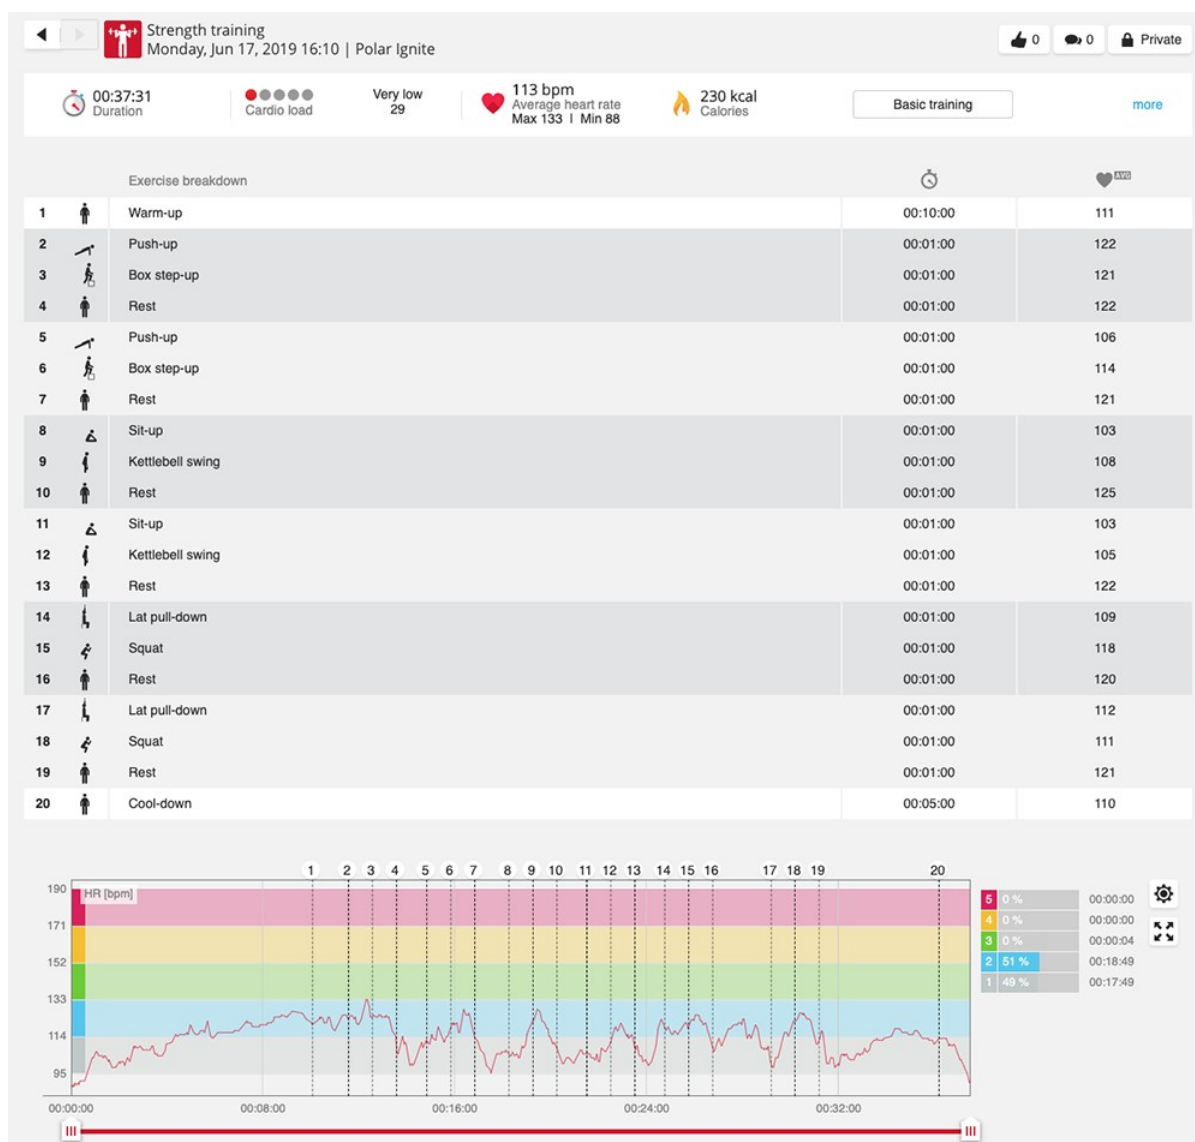 Strength training
Monday, Jun 17, 2019 16:10 | Polar Ignite
0
0
Private
00:37:31
Duration
Cardio load
Very low
29
113 bpm
Average heart rate
Max 133 | Min 88
230 kcal
Calories
Basic training
more
Exercise breakdown AVG
1 Warm-up 00:10:00 111
2 Push-up 00:01:00 122
3 Box step-up 00:01:00 121
4 Rest 00:01:00 122
5 Push-up 00:01:00 106
6 Box step-up 00:01:00 114
7 Rest 00:01:00 121
8 Sit-up 00:01:00 103
9 Kettlebell swing 00:01:00 108
10 Rest 00:01:00 125
11 Sit-up 00:01:00 103
12 Kettlebell swing 00:01:00 105
13 Rest 00:01:00 122
14 Lat pull-down 00:01:00 109
15 Squat 00:01:00 118
16 Rest 00:01:00 120
17 Lat pull-down 00:01:00 112
18 Squat 00:01:00 111
19 Rest 00:01:00 121
20 Cool-down 00:05:00 110
1 2 3 4 5 6 7 8 9 10 11 12 13 14 15 16 17 18 19 20
HR [bpm]
190
171
152
133
114
95
00:00:00 00:08:00 00:16:00 00:24:00 00:32:00
5 0 % 00:00:00
4 0 % 00:00:00
3 0 % 00:00:04
2 51 % 00:18:49
1 49 % 00:17:49